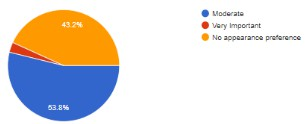 43.2%
53.8%
Moderate
Very Important
No appearance preference